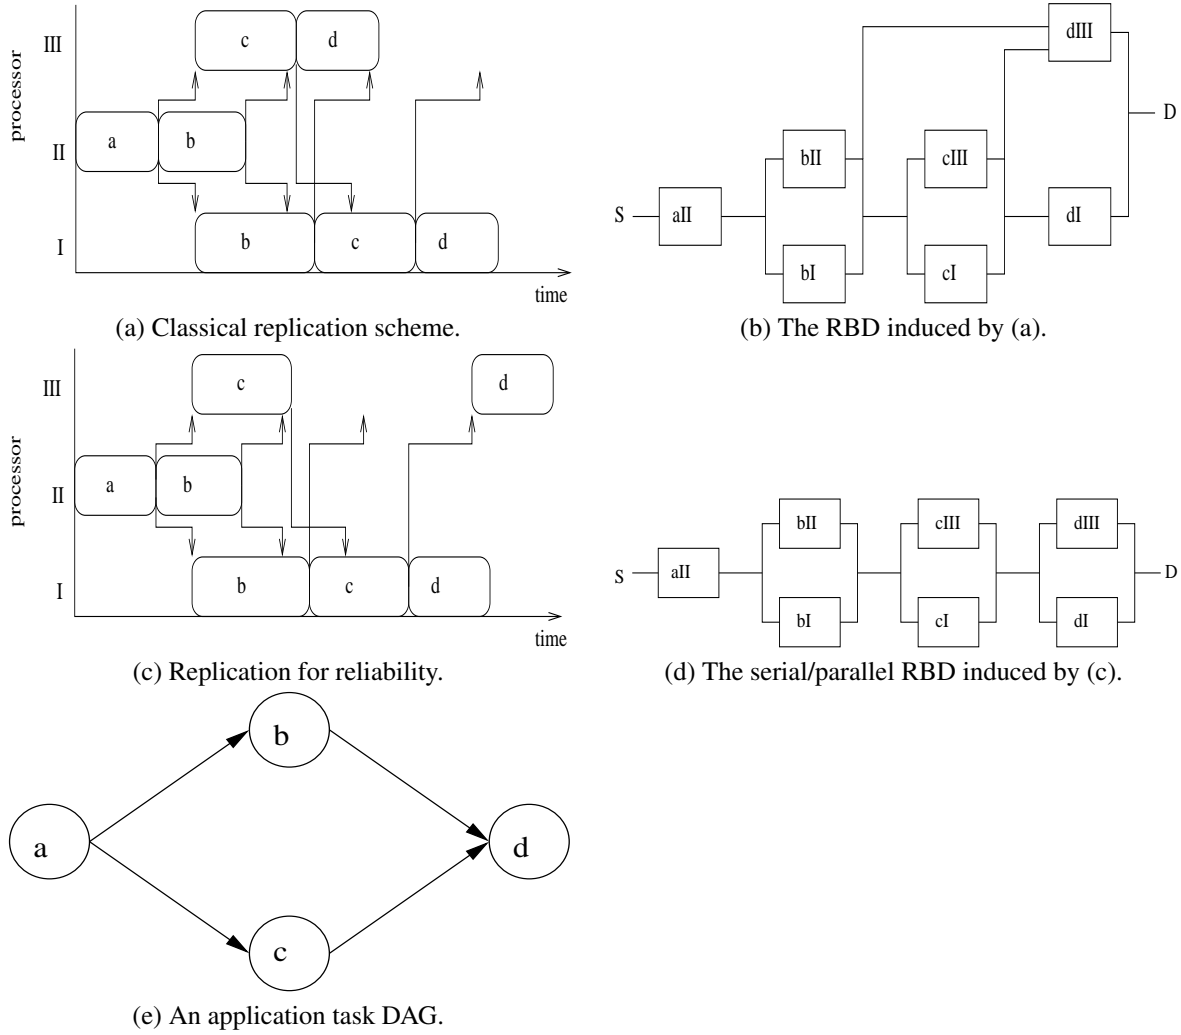 III
c
d
processor
II
a
b
I
b
c
d
time
(a) Classical replication scheme.
dIII
D
bII
cIII
S
aII
dI
bI
cI
(b) The RBD induced by (a).
III
c
d
processor
II
a
b
I
b
c
d
time
(c) Replication for reliability.
bII
cIII
dIII
S
aII
D
bI
cI
dI
(d) The serial/parallel RBD induced by (c).
b
a
d
c
(e) An application task DAG.